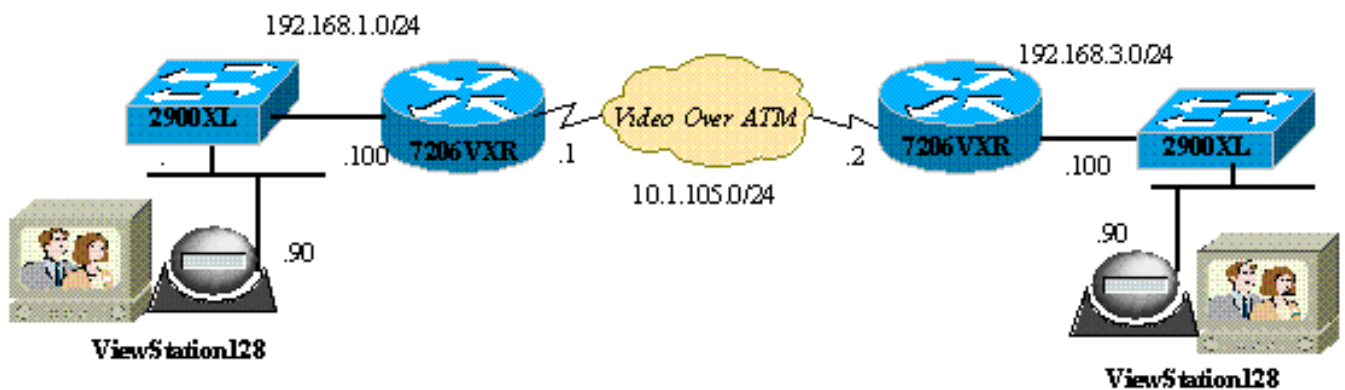 192.168.1.0/24
192.168.3.0/24
2900XL
7206VXR
Video Over ATM
7206VXR
2900XL
.100
.1
.2
.100
10.1.105.0/24
.90
.90
ViewStation128
ViewStation128